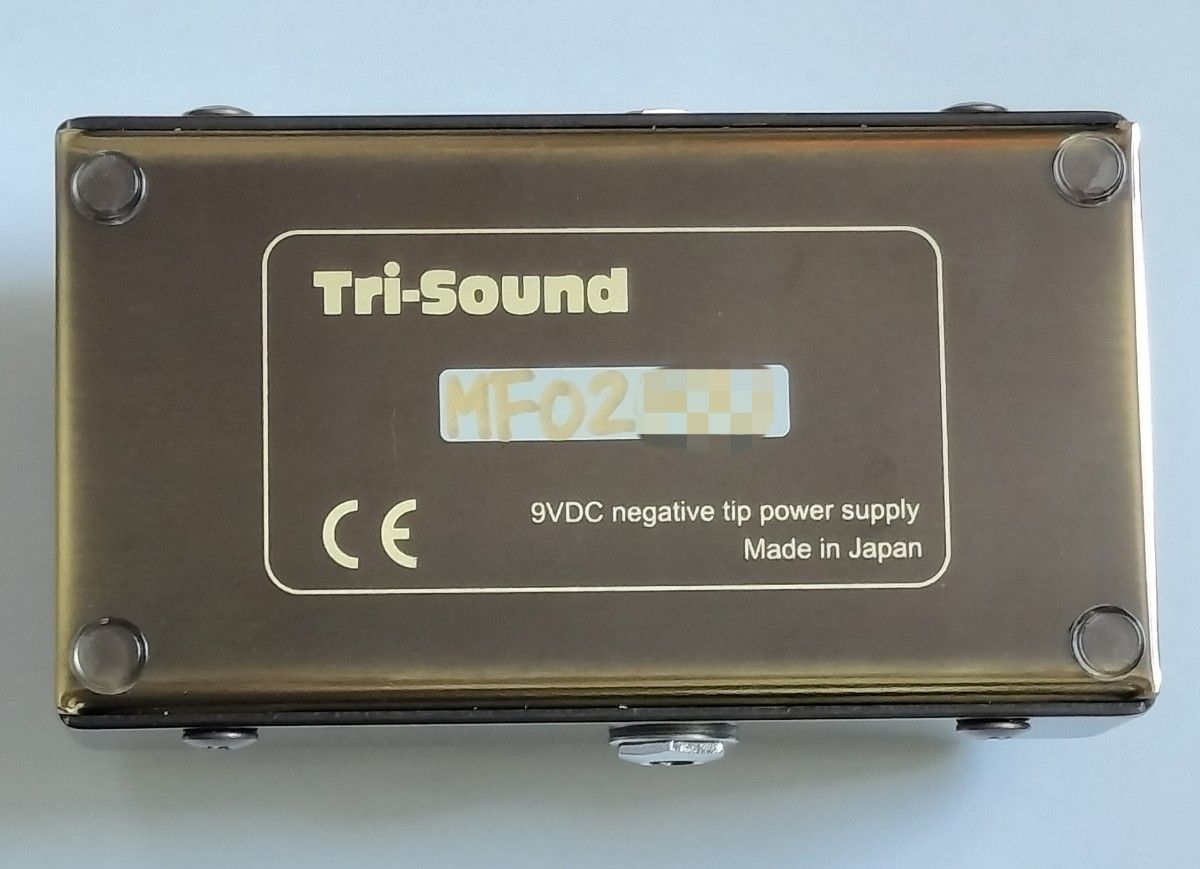 Tri-Sound
MF02
CE
9VDC negative tip power supply
Made in Japan